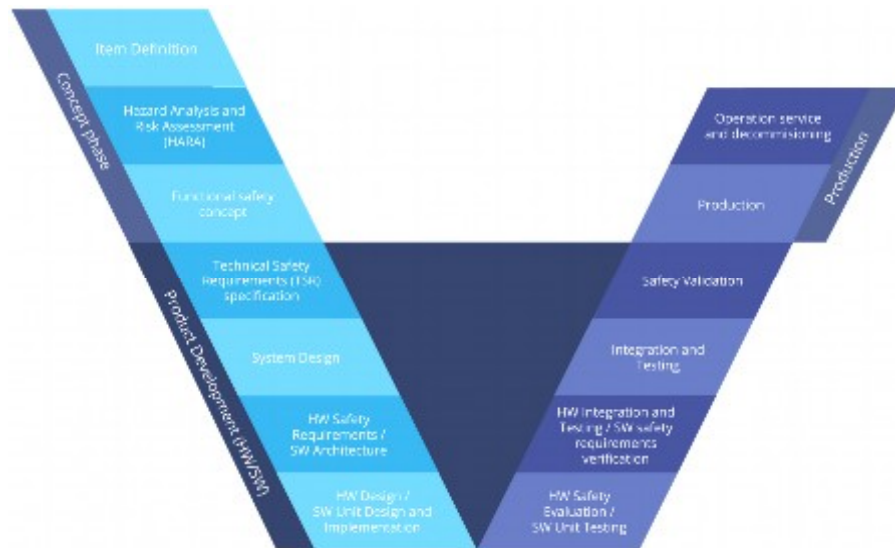 Item Definition
Concept phase
Hazard Analysis and
Risk Assessment
(HARA)
Functional safety
concept
Product Development (HW/SW)
Technical Safety
Requirements (TSR)
specification
System Design
HW Safety
Requirements /
SW Architecture
HW Design /
SW Unit Design and
Implementation
Operation service
and decommisioning
Production
Production
Safety Validation
Integration and
Testing
HW Integration and
Testing / SW safety
requirements
verification
HW Safety
Evaluation /
SW Unit Testing